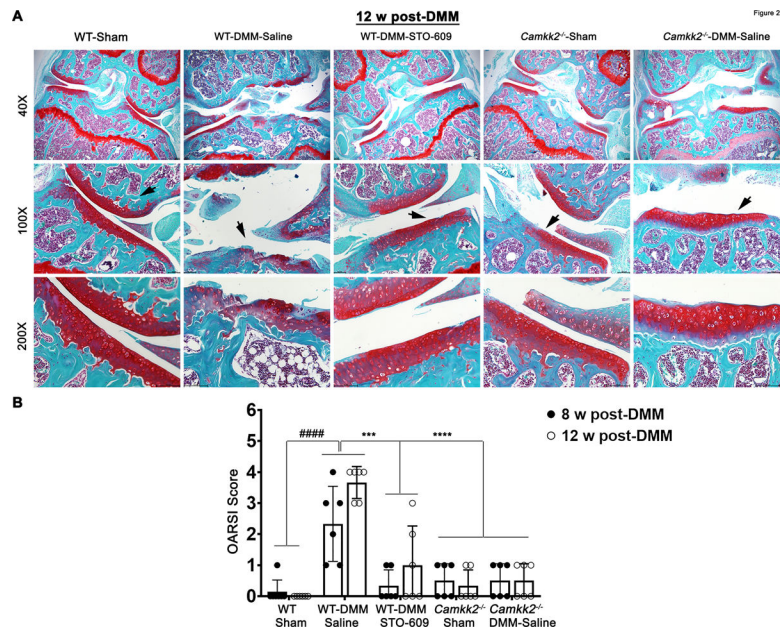 Figure 2
A
12 w post-DMM
WT-Sham
WT-DMM-Saline
WT-DMM-STO-609
Camkk2-/--Sham
Camkk2-/--DMM-Saline
40X
100X
200X
B
8 w post-DMM
12 w post-DMM
####
***
****
OARSI Score
6
5
4
3
2
1
0
WT
Sham
WT-DMM
Saline
WT-DMM
STO-609
Camkk2-/-
Sham
Camkk2-/-
DMM-Saline